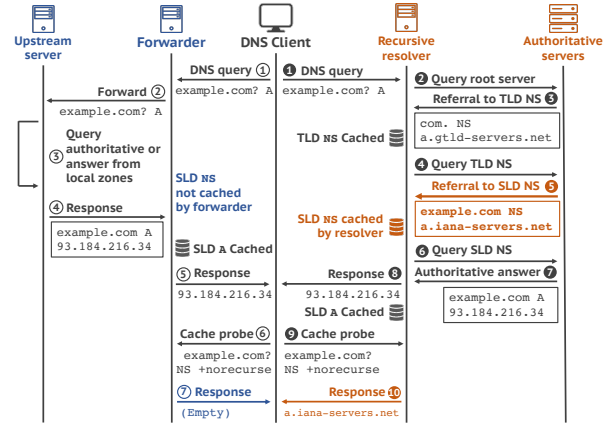 Upstream
server
Forwarder
DNS Client
Recursive
resolver
Authoritative
servers
DNS query ①
example.com? A
❶ DNS query
example.com? A
Forward ②
example.com? A
❷ Query root server
Referral to TLD NS ❸
com. NS
a.gtld-servers.net
TLD NS Cached
③ Query
authoritative or
answer from
local zones
❹ Query TLD NS
Referral to SLD NS ❺
example.com NS
a.iana-servers.net
SLD NS
not cached
by forwarder
SLD NS cached
by resolver
④ Response
example.com A
93.184.216.34
SLD A Cached
❻ Query SLD NS
Authoritative answer ❼
example.com A
93.184.216.34
⑤ Response
93.184.216.34
Response ❽
93.184.216.34
SLD A Cached
Cache probe ⑥
example.com?
NS +norecurse
❾ Cache probe
example.com?
NS +norecurse
⑦ Response
(Empty)
Response ❿
a.iana-servers.net